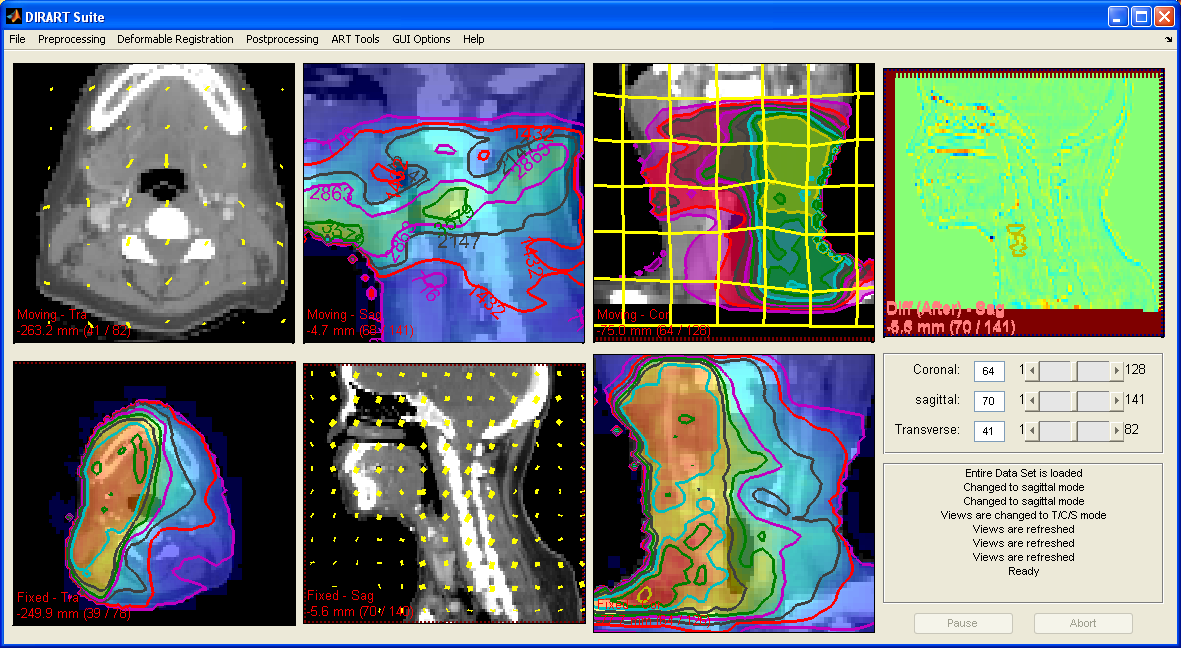 DIRART Suite
File Preprocessing Deformable Registration Postprocessing ART Tools GUI Options Help
Moving - Tra
-263.2 mm (41 / 82)
1432
2147
2863
2863
3579
3579
2147
1432
1432
716
Moving - Sag
-4.7 mm (68 / 141)
Moving - Cor
-75.0 mm (64 / 128)
Diff (After) - Sag
-5.6 mm (70 / 141)
Fixed - Tra
-249.9 mm (39 / 78)
Fixed - Sag
-5.6 mm (70 / 140)
Fixed - Cor
Coronal: 64 1 128
sagittal: 70 1 141
Transverse: 41 1 82
Entire Data Set is loaded
Changed to sagittal mode
Changed to sagittal mode
Views are changed to T/C/S mode
Views are refreshed
Views are refreshed
Views are refreshed
Ready
Pause Abort